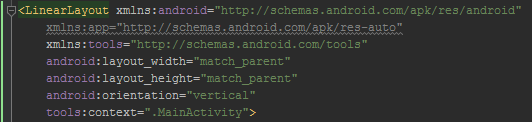 <LinearLayout xmlns:android="http://schemas.android.com/apk/res/android"
xmlns:app="http://schemas.android.com/apk/res-auto"
xmlns:tools="http://schemas.android.com/tools"
android:layout_width="match_parent"
android:layout_height="match_parent"
android:orientation="vertical"
tools:context=".MainActivity">